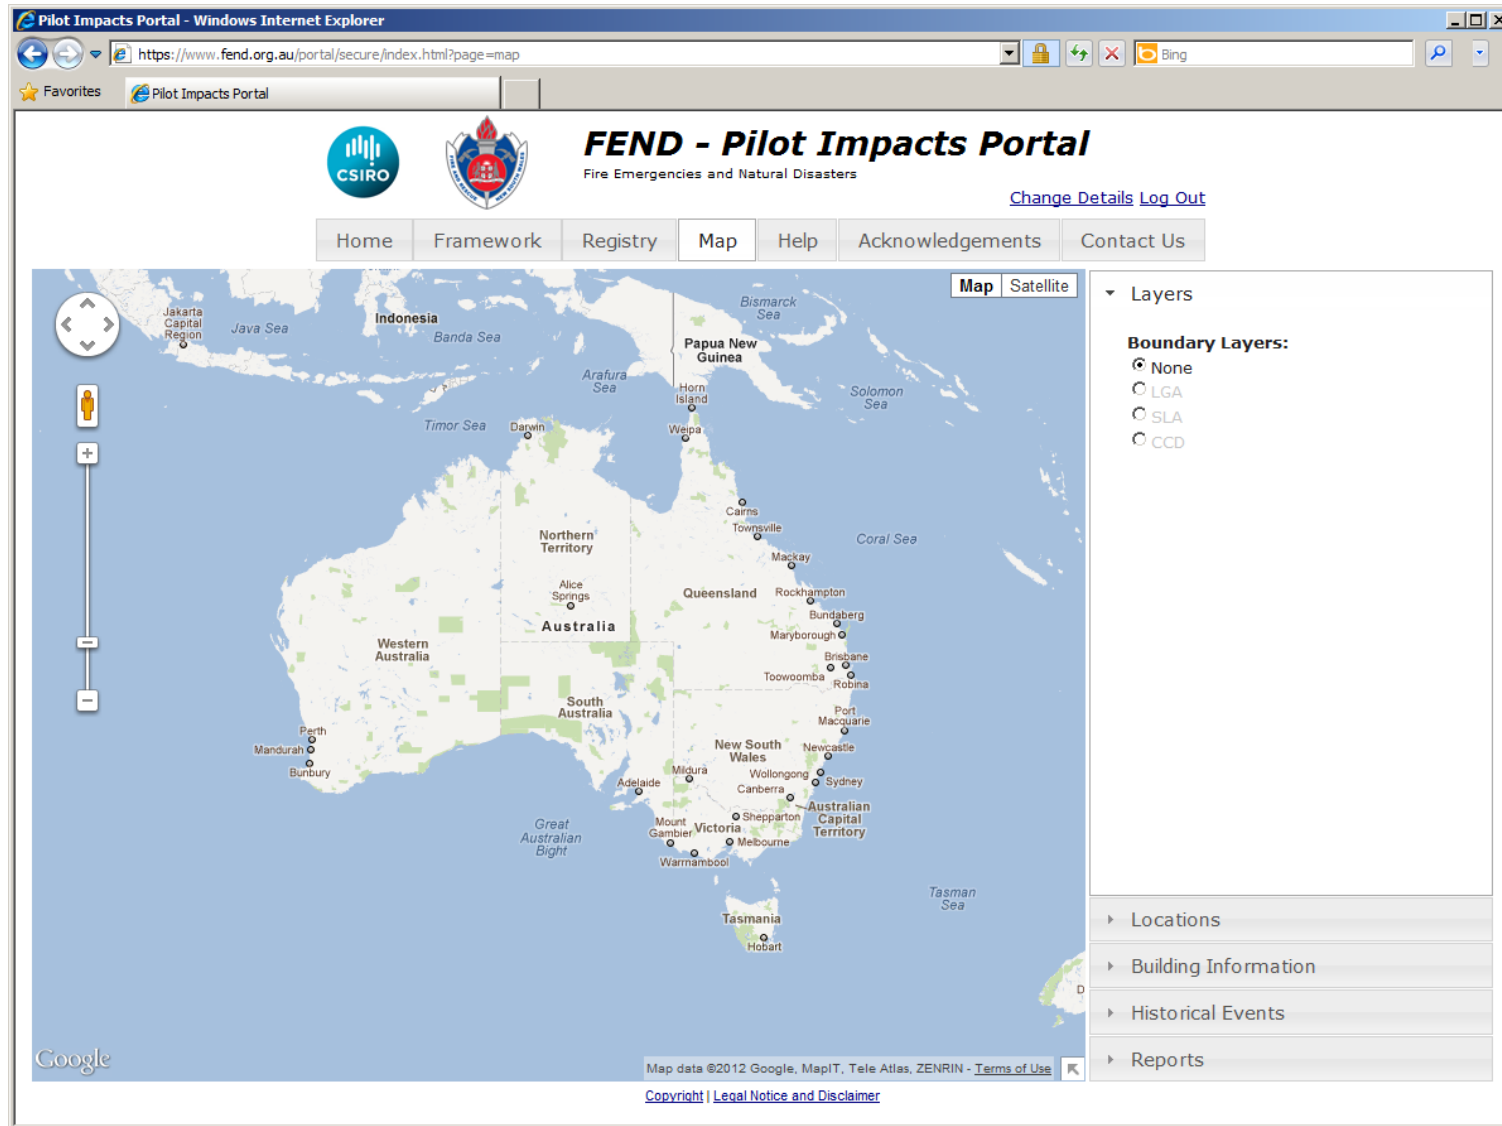 Pilot Impacts Portal - Windows Internet Explorer
https://www.fend.org.au/portal/secure/index.html?page=map
Bing
Favorites
Pilot Impacts Portal
CSIRO
FIRE AND RESCUE NEW SOUTH WALES
FEND - Pilot Impacts Portal
Fire Emergencies and Natural Disasters
Change Details Log Out
Home Framework Registry Map Help Acknowledgements Contact Us
Map Satellite
Jakarta
Capital
Region
Java Sea
Indonesia
Banda Sea
Bismarck
Sea
Papua New
Guinea
Arafura
Sea
Horn
Island
Solomon
Sea
Timor Sea
Darwin
Weipa
Cairns
Townsville
Northern
Territory
Coral Sea
Mackay
Alice
Springs
Queensland
Rockhampton
Bundaberg
Australia
Maryborough
Western
Australia
Brisbane
Toowoomba
Robina
South
Australia
Port
Macquarie
Perth
Mandurah
Bunbury
New South
Wales
Newcastle
Mildura
Wollongong
Sydney
Adelaide
Canberra
Australian
Capital
Territory
Great
Australian
Bight
Mount
Gambier
Victoria
Shepparton
Melbourne
Warrnambool
Tasman
Sea
Tasmania
Hobart
D
Google
Map data ©2012 Google, MapIT, Tele Atlas, ZENRIN - Terms of Use
Layers
Boundary Layers:
None
LGA
SLA
CCD
Locations
Building Information
Historical Events
Reports
Copyright | Legal Notice and Disclaimer